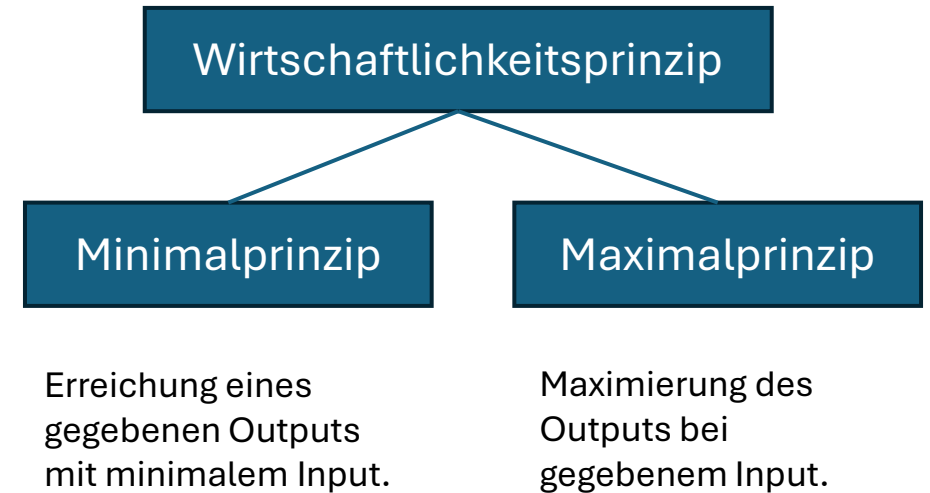 Wirtschaftlichkeitsprinzip
Minimalprinzip
Maximalprinzip
Erreichung eines
gegebenen Outputs
mit minimalem Input.
Maximierung des
Outputs bei
gegebenem Input.